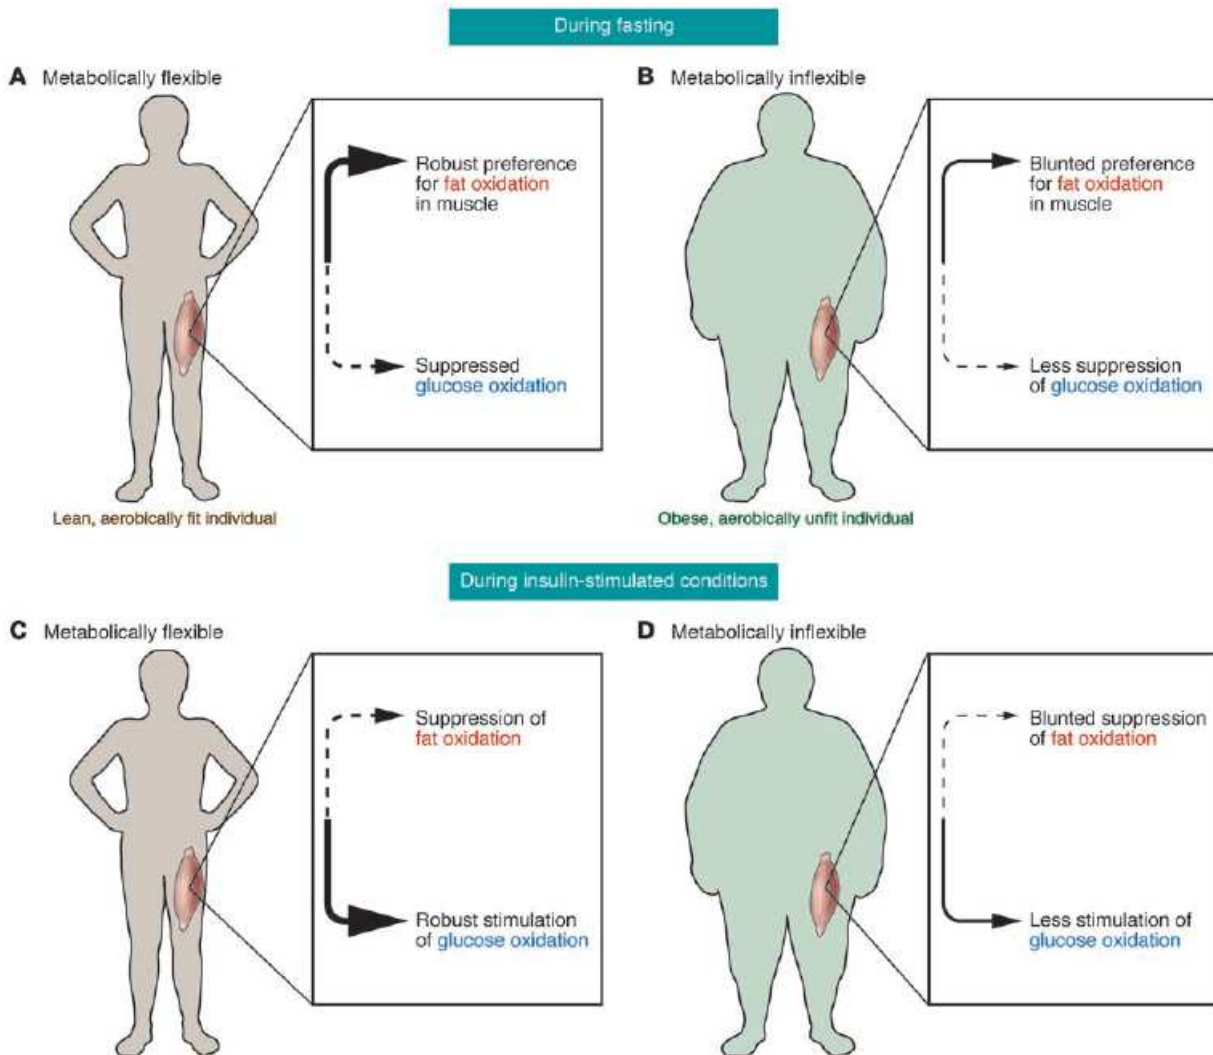 During fasting
A Metabolically flexible
Robust preference
for fat oxidation
in muscle
Suppressed
glucose oxidation
Lean, aerobically fit individual
B Metabolically inflexible
Blunted preference
for fat oxidation
in muscle
Less suppression
of glucose oxidation
Obese, aerobically unfit individual
During insulin-stimulated conditions
C Metabolically flexible
Suppression of
fat oxidation
Robust stimulation
of glucose oxidation
D Metabolically inflexible
Blunted suppression
of fat oxidation
Less stimulation of
glucose oxidation